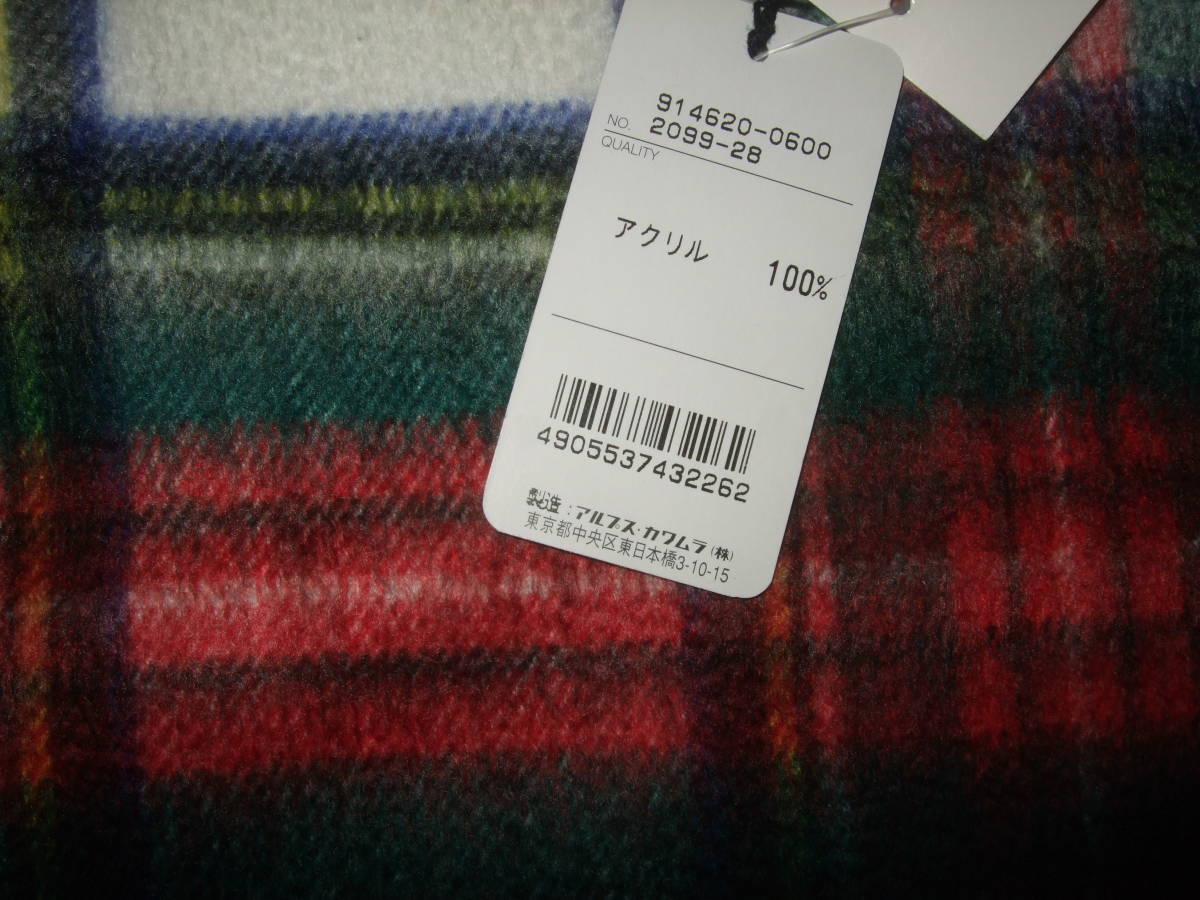 914620-0600
NO. 2099-28
QUALITY
アクリル 100%
4905537432262
製造:アルプス・カワムラ(株)
東京都中央区東日本橋3-10-15